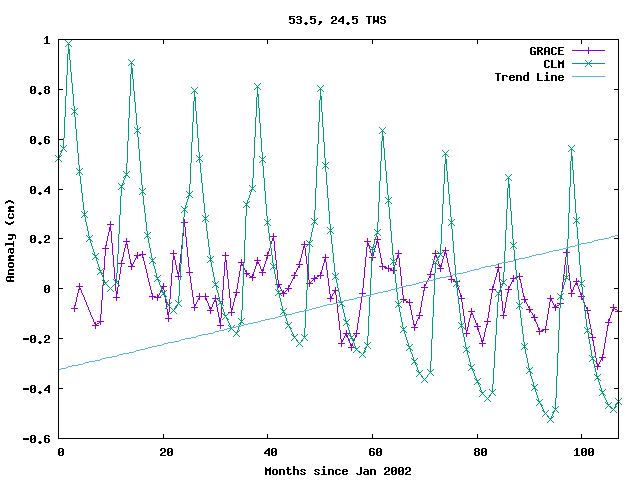 53.5, 24.5 TWS
GRACE
CLM
Trend Line
Anomaly (cm)
1
0.8
0.6
0.4
0.2
0
-0.2
-0.4
-0.6
0 20 40 60 80 100
Months since Jan 2002